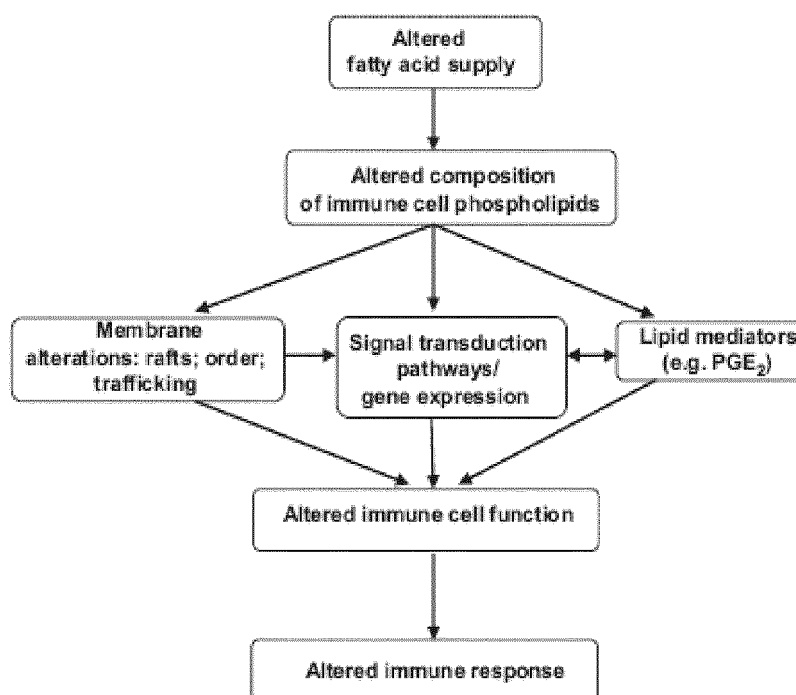 Altered
fatty acid supply
Altered composition
of immune cell phospholipids
Membrane
alterations: rafts; order;
trafficking
Signal transduction
pathways/
gene expression
Lipid mediators
(e.g. PGE₂)
Altered immune cell function
Altered immune response